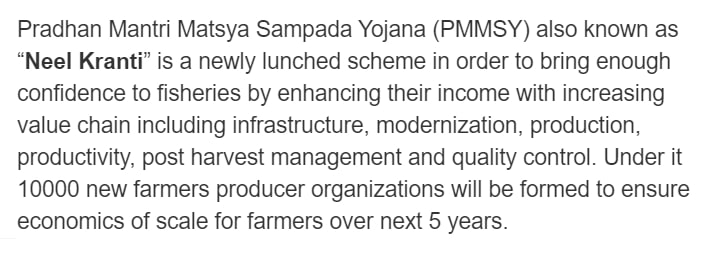 Pradhan Mantri Matsya Sampada Yojana (PMMSY) also known as
“Neel Kranti” is a newly lunched scheme in order to bring enough
confidence to fisheries by enhancing their income with increasing
value chain including infrastructure, modernization, production,
productivity, post harvest management and quality control. Under it
10000 new farmers producer organizations will be formed to ensure
economics of scale for farmers over next 5 years.